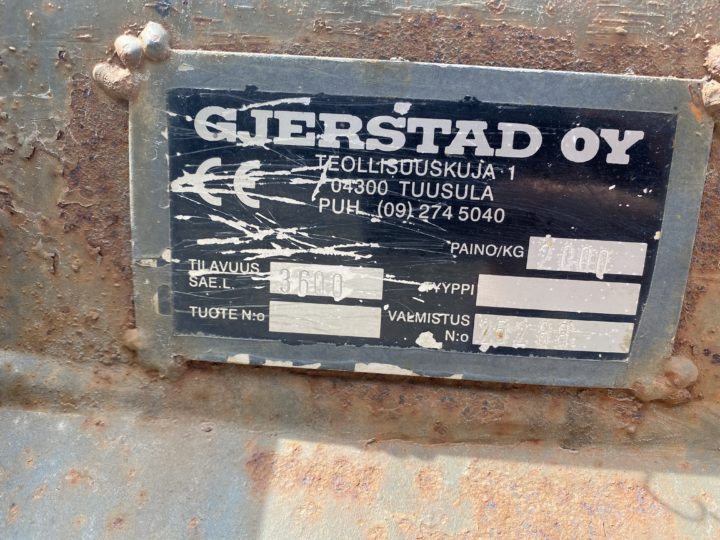 GJERSTAD OY
TEOLLISUUSKUJA 1
04300 TUUSULA
PUH. (09) 274 5040
CE
PAINO/KG
TILAVUUS
SAE.L. 3600
TYYPPI
TUOTE N:o
VALMISTUS
N:o